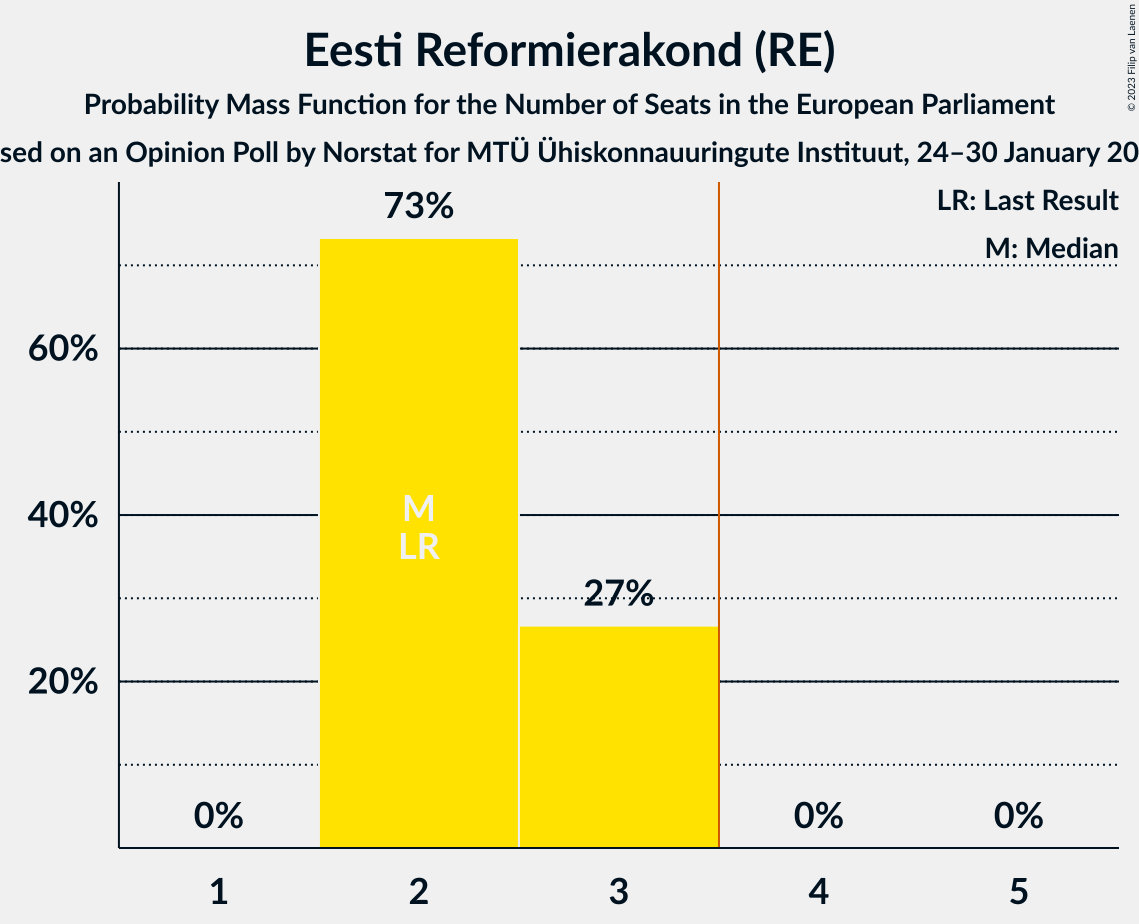 Eesti Reformierakond (RE)
Probability Mass Function for the Number of Seats in the European Parliament
sed on an Opinion Poll by Norstat for MTÜ Ühiskonnauuringute Instituut, 24–30 January 20
© 2023 Filip van Laenen
LR: Last Result
M: Median
73%
60%
40%
20%
M
LR
27%
0%
0%
0%
1
2
3
4
5